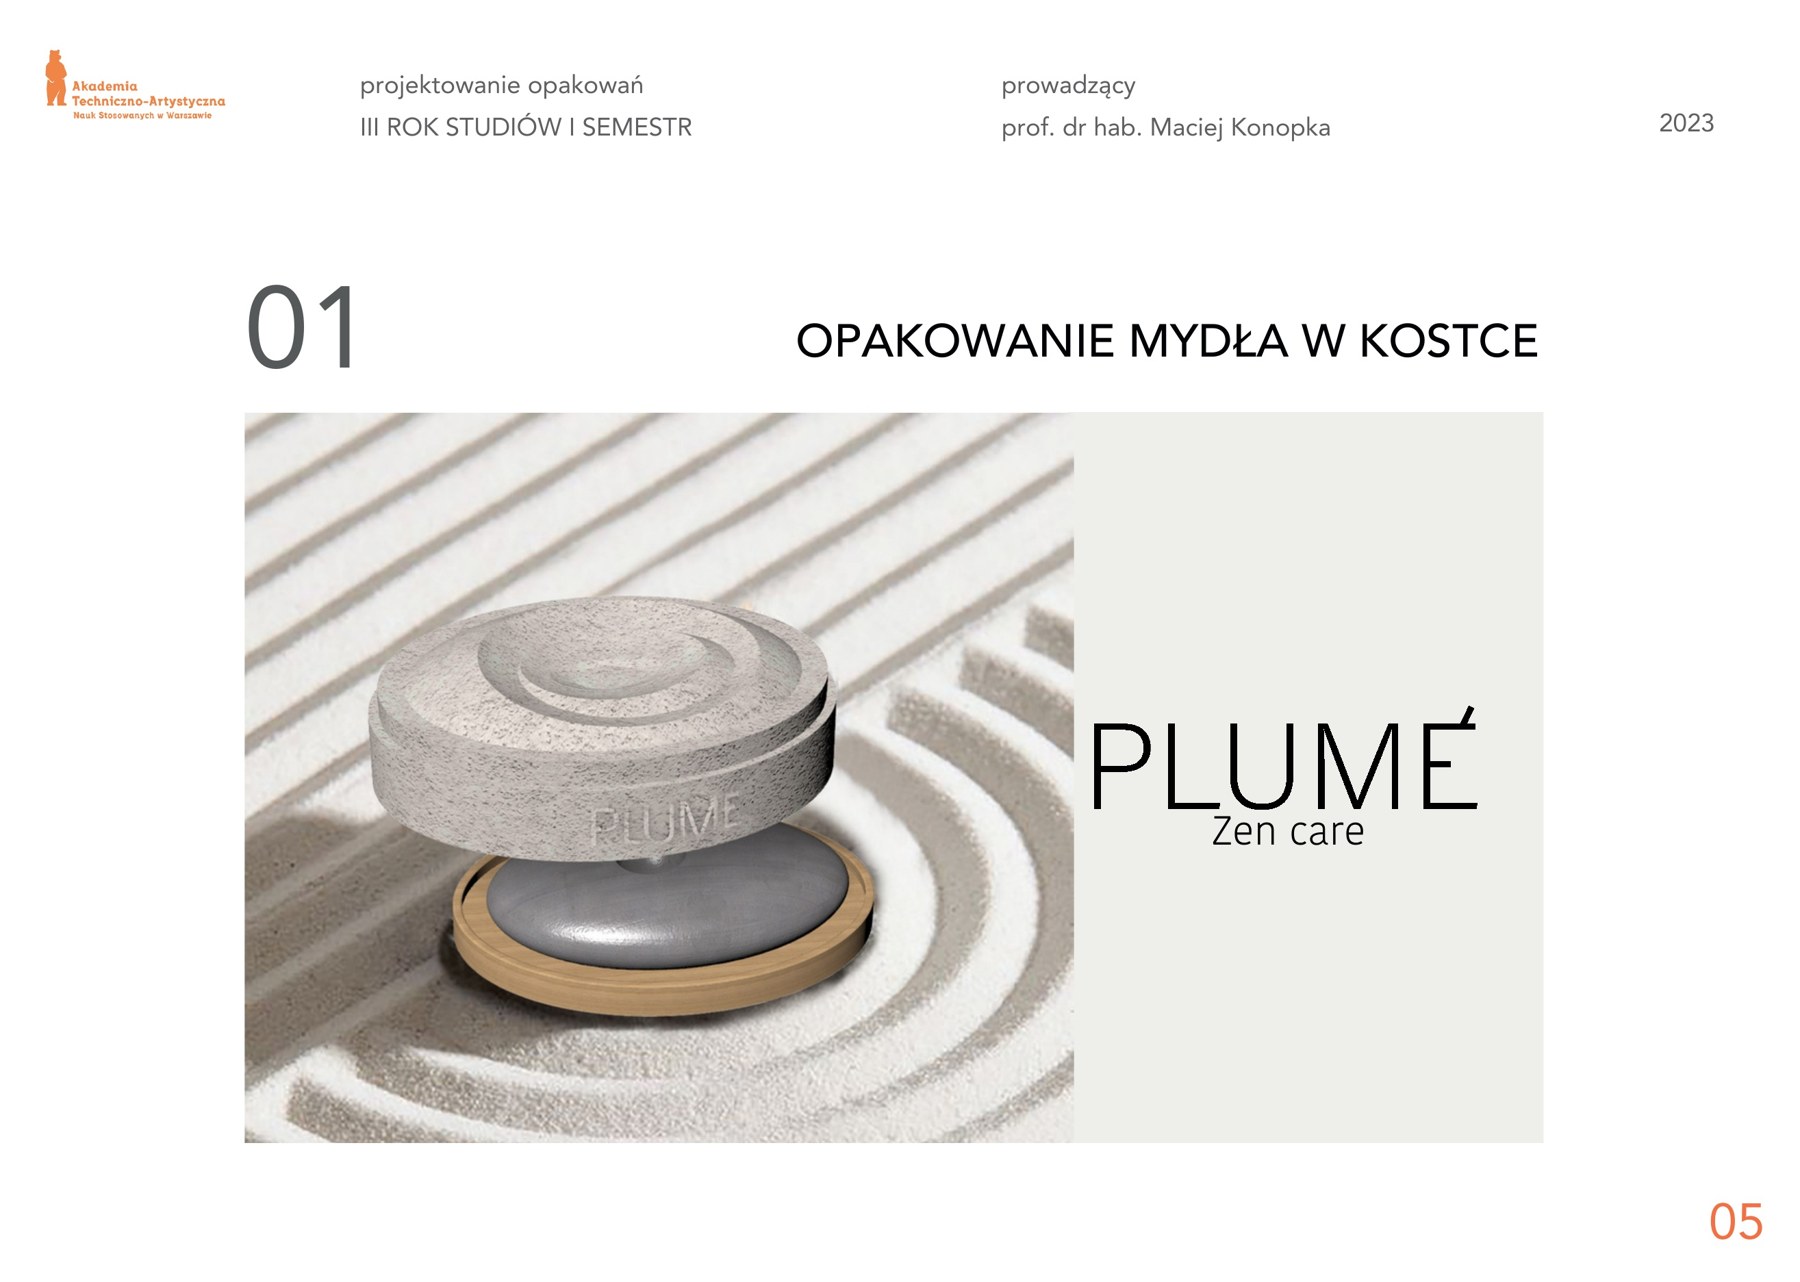 Akademia
Techniczno-Artystyczna
Nauk Stosowanych w Warszawie
projektowanie opakowań
III ROK STUDIÓW I SEMESTR
prowadzący
prof. dr hab. Maciej Konopka
2023
01
OPAKOWANIE MYDŁA W KOSTCE
PLUMÉ
PLUMÉ
Zen care
05